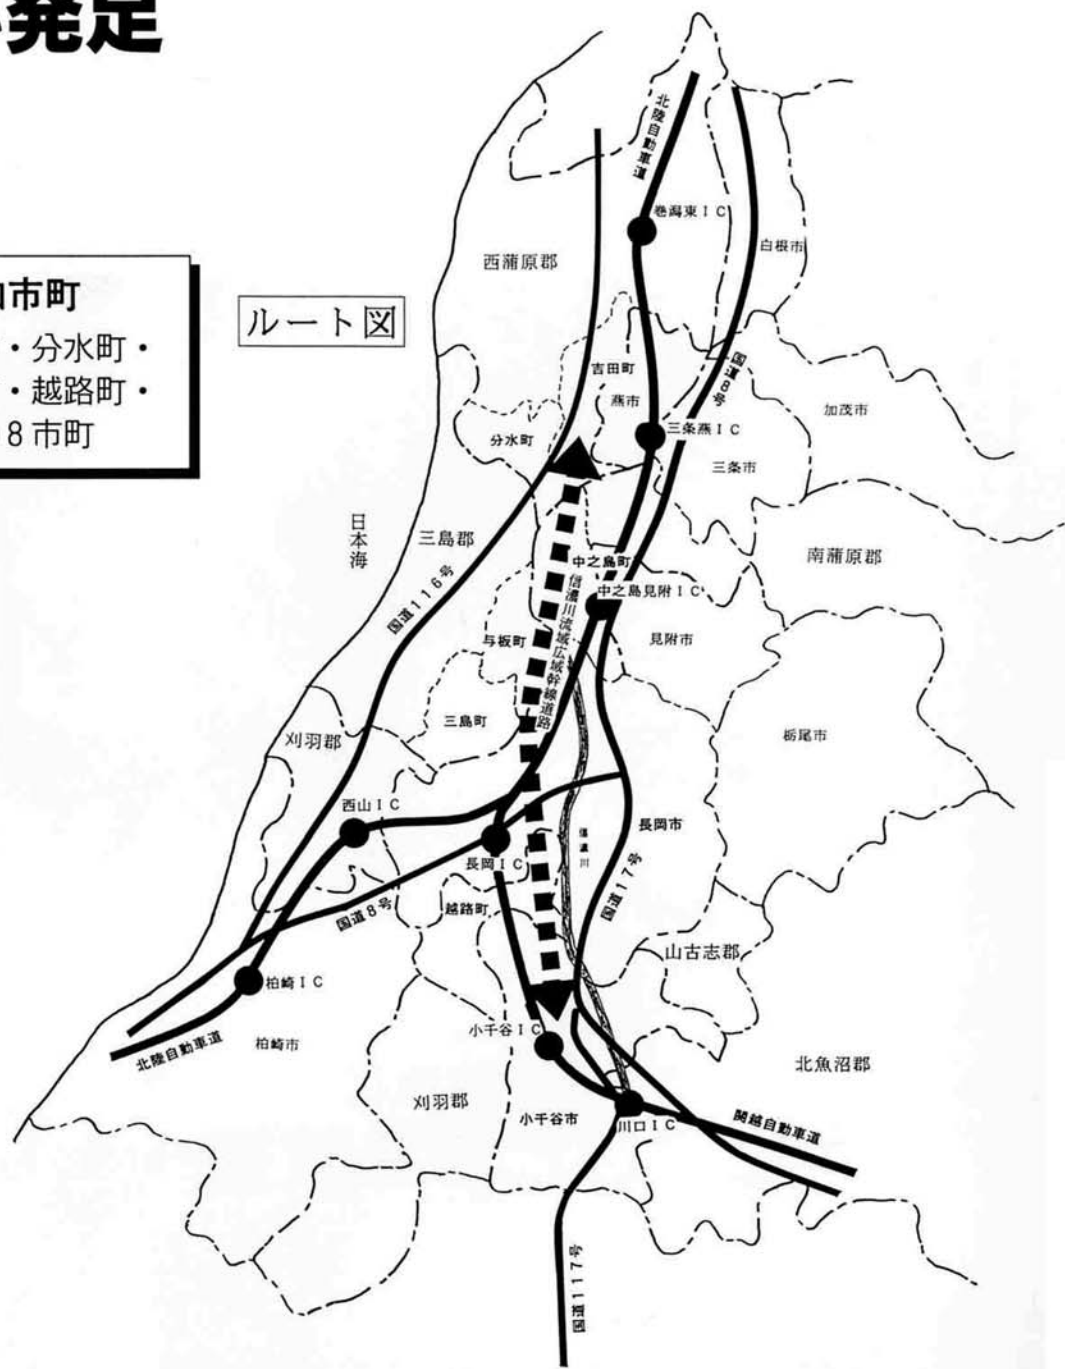 発足
市町
・分水町・
・越路町・
8市町
ルート図
北陸自動車道
巻潟東IC
白根市
西蒲原郡
国道8号
吉田町
燕市
加茂市
三条燕IC
分水町
三条市
日本海
三島郡
南蒲原郡
中之島町
中之島見附IC
国道116号
信濃川流域広域幹線道路
与板町
見附市
三島町
刈羽郡
栃尾市
西山IC
長岡市
信濃川
長岡IC
国道17号
国道8号
越路町
山古志郡
柏崎IC
小千谷IC
北陸自動車道
柏崎市
北魚沼郡
刈羽郡
小千谷市
川口IC
関越自動車道
国道117号